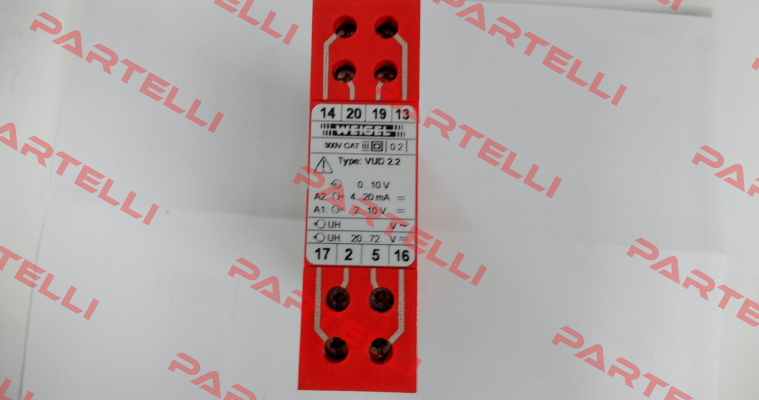 PARTELLI
PARTELLI
PARTELLI
14 20 19 13
WEIGEL
300V CAT III 0.2
Type: VUD 2.2
0...10 V
A2: 4...20 mA
A1: 2...10 V
UH V
UH 20...72 V
17 2 5 16
PARTELLI
PARTELLI
PARTELLI
PARTELLI
PARTELLI
PARTELLI
PARTELLI
PARTELLI
PARTELLI